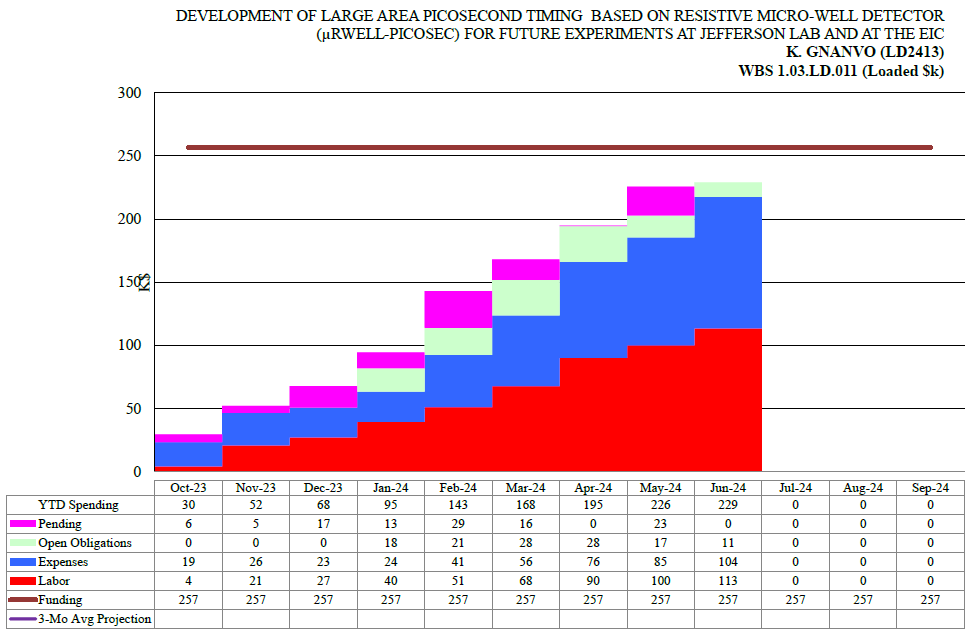 DEVELOPMENT OF LARGE AREA PICOSECOND TIMING BASED ON RESISTIVE MICRO-WELL DETECTOR
(µRWELL-PICOSEC) FOR FUTURE EXPERIMENTS AT JEFFERSON LAB AND AT THE EIC
K. GNANVO (LD2413)
WBS 1.03.LD.011 (Loaded $k)
300
250
200
150
100
50
0
K$
Oct-23 Nov-23 Dec-23 Jan-24 Feb-24 Mar-24 Apr-24 May-24 Jun-24 Jul-24 Aug-24 Sep-24
YTD Spending 30 52 68 95 143 168 195 226 229 0 0 0
Pending 6 5 17 13 29 16 0 23 0 0 0 0
Open Obligations 0 0 0 18 21 28 28 17 11 0 0 0
Expenses 19 26 23 24 41 56 76 85 104 0 0 0
Labor 4 21 27 40 51 68 90 100 113 0 0 0
Funding 257 257 257 257 257 257 257 257 257 257 257 257
3-Mo Avg Projection